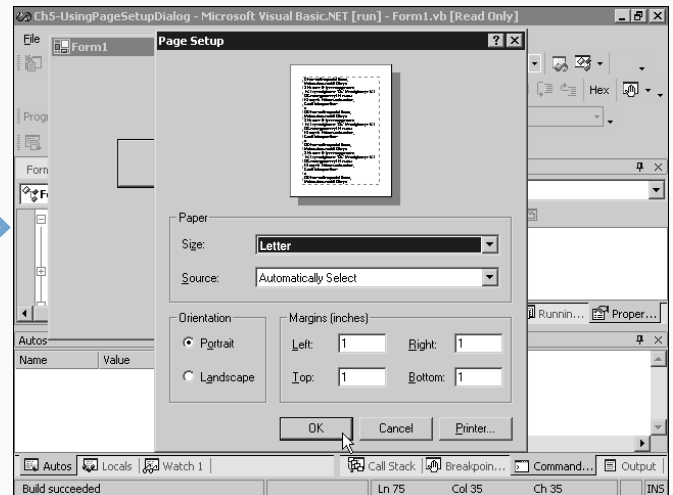 Ch5-UsingPageSetupDialog - Microsoft Visual Basic.NET [run] - Form1.vb [Read Only]
File
Form1
Page Setup
Hex
Paper
Size: Letter
Source: Automatically Select
Orientation
Portrait
Landscape
Margins (inches)
Left: 1 Right: 1
Top: 1 Bottom: 1
OK Cancel Printer...
Runnin... Proper...
Autos
Name Value
Autos Locals Watch 1 Call Stack Breakpoin... Command... Output
Build succeeded Ln 75 Col 35 Ch 35 INS